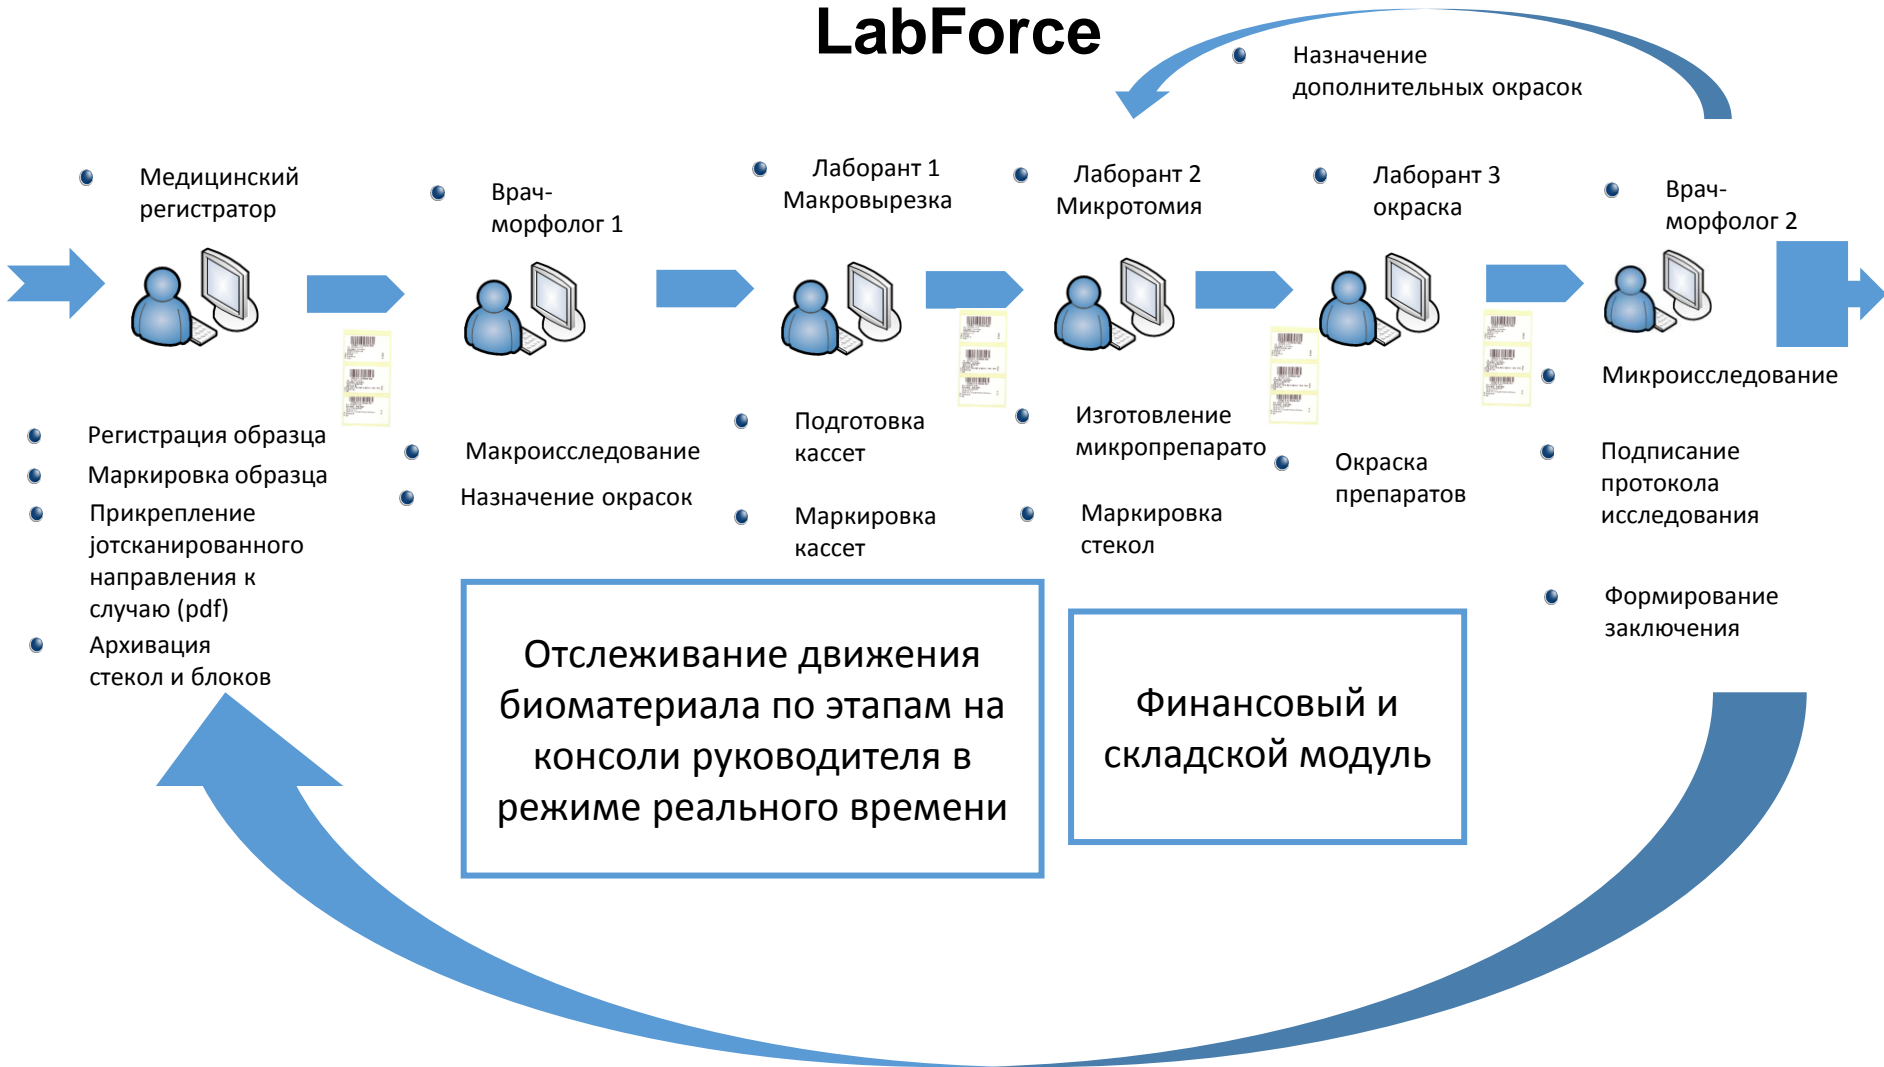 LabForce
Назначение
дополнительных окрасок
Медицинский
регистратор
Врач-
морфолог 1
Лаборант 1
Макровырезка
Лаборант 2
Микротомия
Лаборант 3
окраска
Врач-
морфолог 2
Регистрация образца
Маркировка образца
Прикрепление
јотсканированного
направления к
случаю (pdf)
Архивация
стекол и блоков
Макроисследование
Назначение окрасок
Подготовка
кассет
Маркировка
кассет
Изготовление
микропрепарато
Маркировка
стекол
Окраска
препаратов
Микроисследование
Подписание
протокола
исследования
Формирование
заключения
Отслеживание движения
биоматериала по этапам на
консоли руководителя в
режиме реального времени
Финансовый и
складской модуль